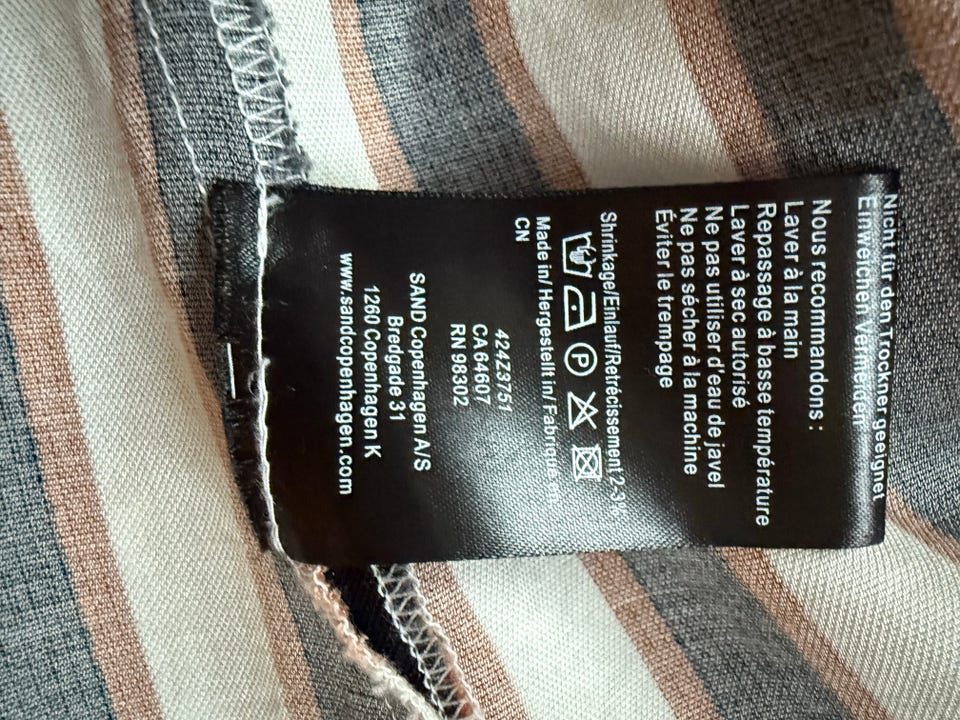 Nicht für den Trockner geeignet
Einweichen Vermeiden
Nous recommandons :
Laver à la main
Repassage à basse température
Laver à sec autorisé
Ne pas utiliser d'eau de javel
Ne pas sécher à la machine
Éviter le trempage
Shrinkage/Einlauf/Rétrécissement 2-3%
P
Made in/ Hergestellt in/ Fabriqué en
CN
424Z3751
CA 64607
RN 98302
SAND Copenhagen A/S
Bredgade 31
1260 Copenhagen K
www.sandcopenhagen.com